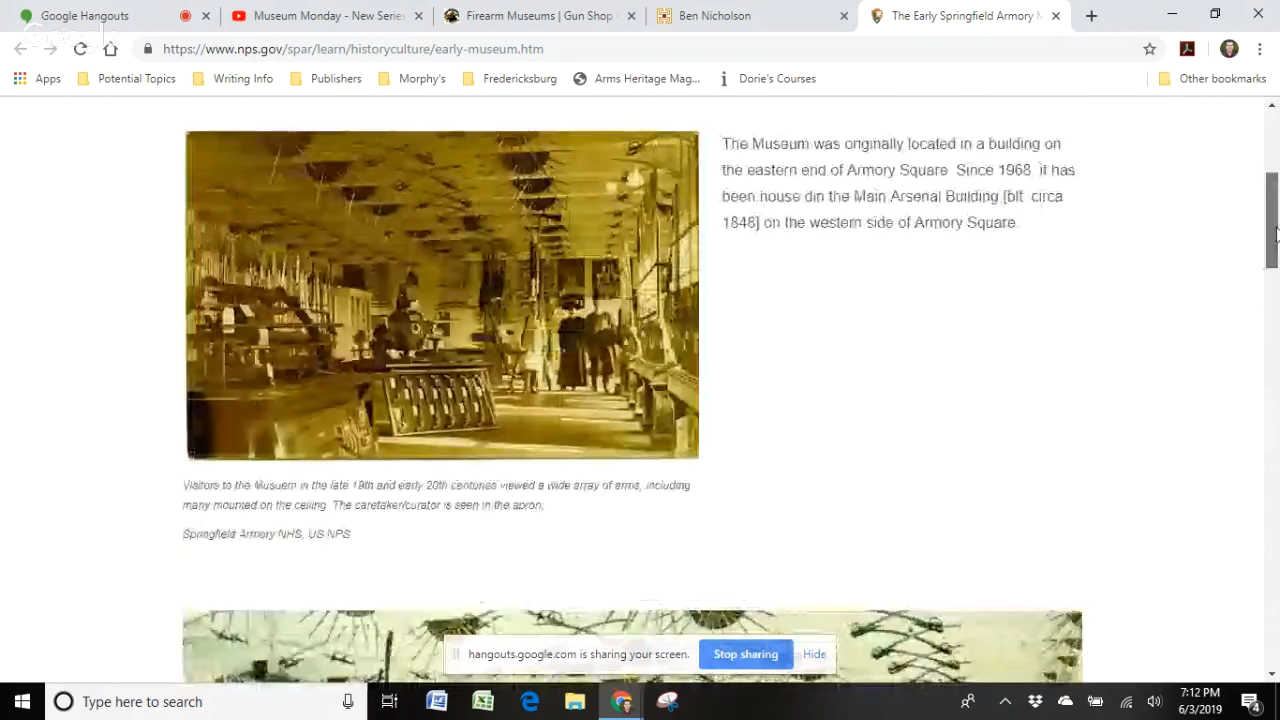 Google Hangouts
Museum Monday - New Series
Firearm Museums | Gun Shop
Ben Nicholson
The Early Springfield Armory M
https://www.nps.gov/spar/learn/historyculture/early-museum.htm
Apps
Potential Topics
Writing Info
Publishers
Morphy's
Fredericksburg
Arms Heritage Mag...
Dorie's Courses
Other bookmarks
The Museum was originally located in a building on
the eastern end of Armory Square. Since 1968, it has
been house din the Main Arsenal Building [blt. circa
1848] on the western side of Armory Square.
Visitors to the Musuem in the late 19th and early 20th centuries viewed a wide array of arms, including
many mounted on the ceiling. The caretaker/curator is seen in the apron.
Springfield Armory NHS, US NPS
hangouts.google.com is sharing your screen.
Stop sharing
Hide
Type here to search
7:12 PM
6/3/2019
4